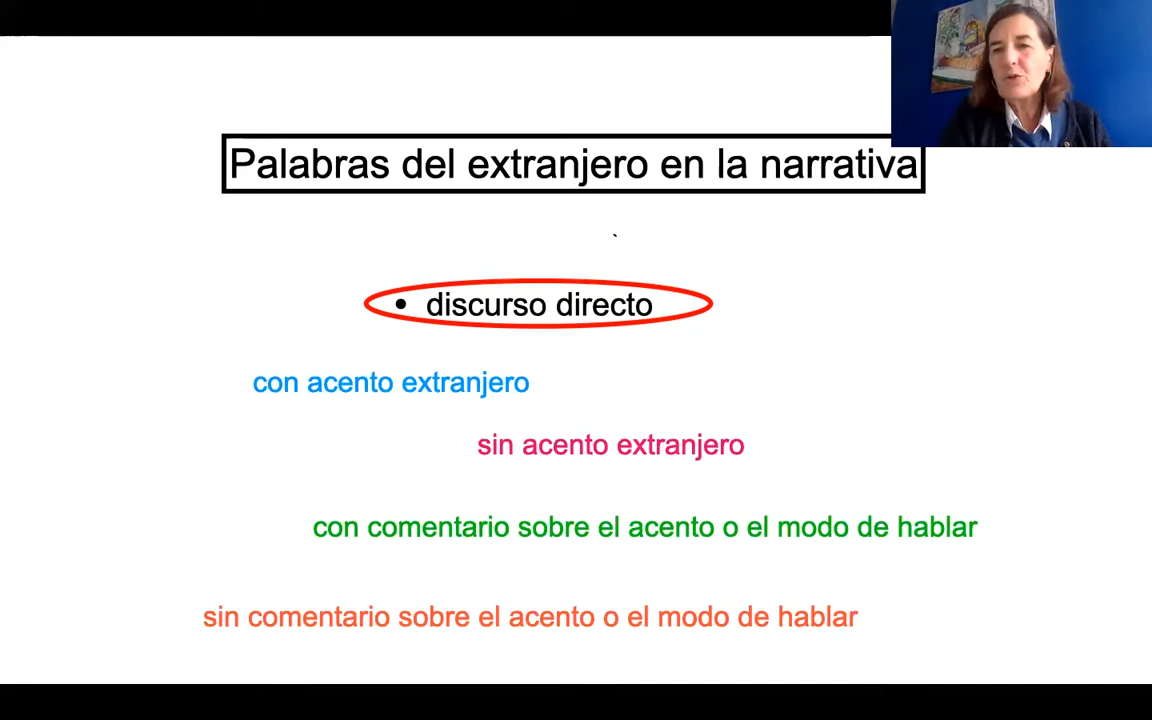 Palabras del extranjero en la narrativa
• discurso directo
con acento extranjero
sin acento extranjero
con comentario sobre el acento o el modo de hablar
sin comentario sobre el acento o el modo de hablar